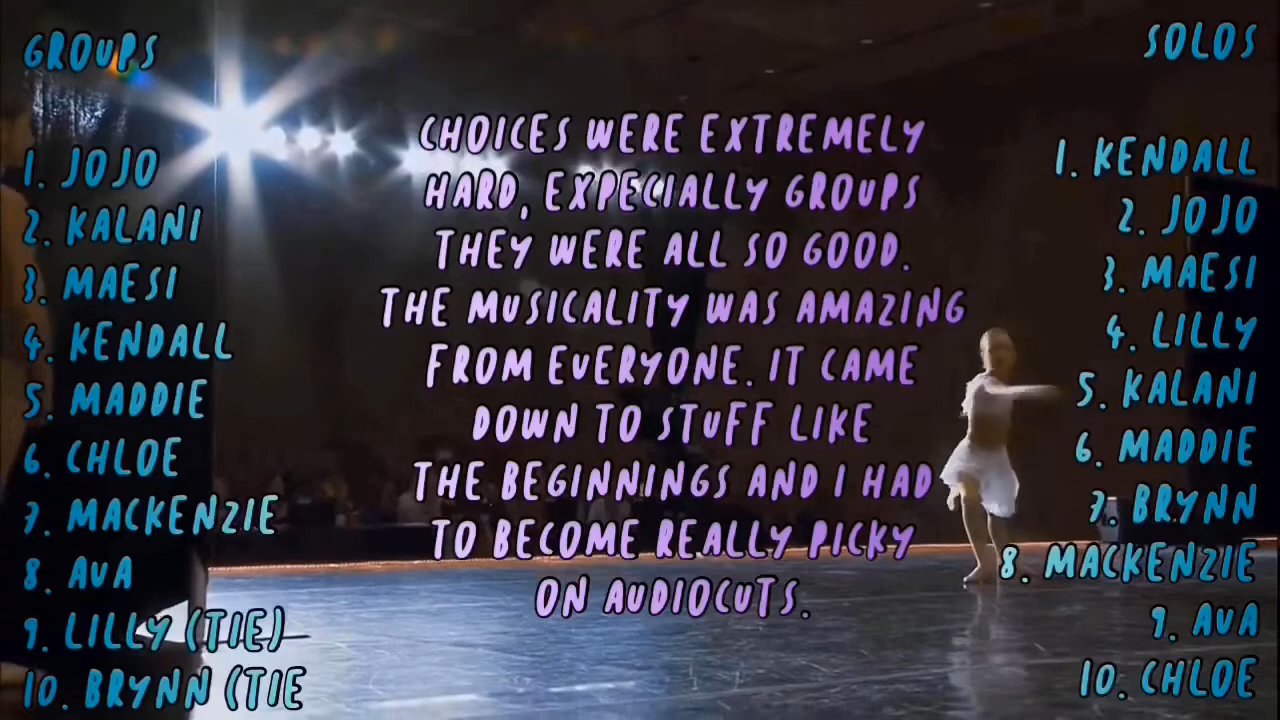 GROUPS
1. JOJO
2. KALANI
3. MAESI
4. KENDALL
5. MADDIE
6. CHLOE
7. MACKENZIE
8. AVA
9. LILLY (TIE)
10. BRYNN (TIE
CHOICES WERE EXTREMELY
HARD, EXPECIALLY GROUPS
THEY WERE ALL SO GOOD.
THE MUSICALITY WAS AMAZING
FROM EVERYONE. IT CAME
DOWN TO STUFF LIKE
THE BEGINNINGS AND I HAD
TO BECOME REALLY PICKY
ON AUDIOCUTS.
SOLOS
1. KENDALL
2. JOJO
3. MAESI
4. LILLY
5. KALANI
6. MADDIE
7. BRYNN
8. MACKENZIE
9. AVA
10. CHLOE